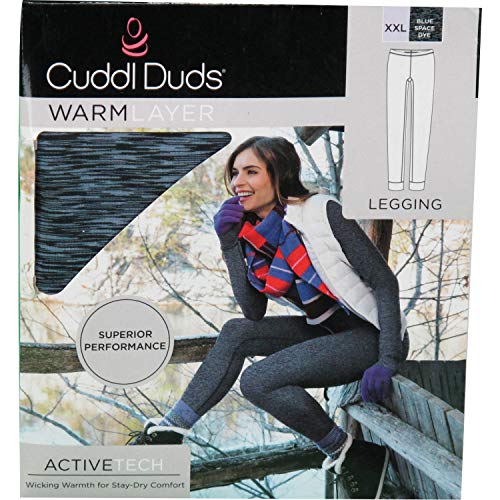 Cuddl Duds®
WARMLAYER
XXL
BLUE
SPACE
DYE
LEGGING
SUPERIOR
PERFORMANCE
ACTIVETECH
Wicking Warmth for Stay-Dry Comfort